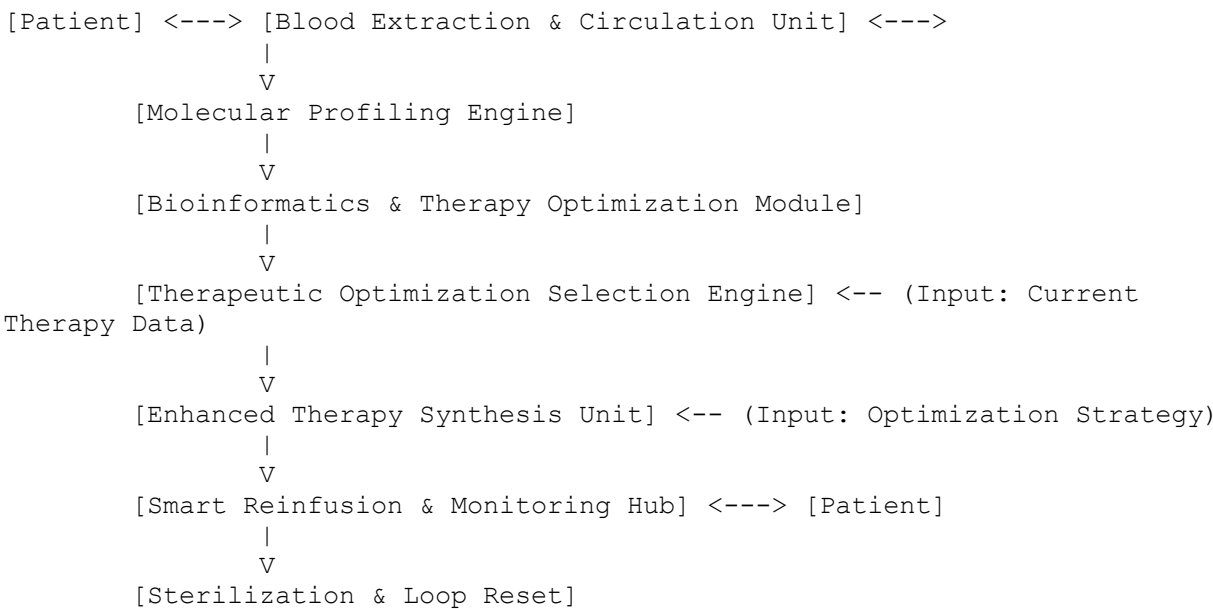 [Patient] <---> [Blood Extraction & Circulation Unit] <--->
|
V
[Molecular Profiling Engine]
|
V
[Bioinformatics & Therapy Optimization Module]
|
V
[Therapeutic Optimization Selection Engine] <-- (Input: Current
Therapy Data)
|
V
[Enhanced Therapy Synthesis Unit] <-- (Input: Optimization Strategy)
|
V
[Smart Reinfusion & Monitoring Hub] <---> [Patient]
|
V
[Sterilization & Loop Reset]